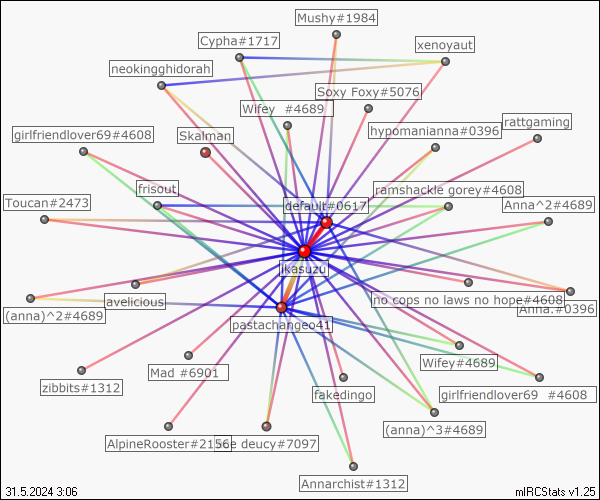 Mushy#1984
Cypha#1717
xenoyaut
neokingghidorah
Soxy Foxy#5076
Wifey #4689
rattgaming
hypomanianna#0396
girlfriendlover69#4608
Skalman
friscut
ramshackle gorey#4608
Toucan#2473
default#0617
Anna^2#4689
ikasuzu
no cops no laws no hope#4608
avelicious
Anna.#0396
(anna)^2#4689
pastachangeo41
Wifey#4689
Mad #6901
zibbits#1312
fakedingo
girlfriendlover69 #4608
(anna)^3#4689
AlpineRooster#2156
deucy#7097
Annarchist#1312
31.5.2024 3:06
mIRCStats v1.25